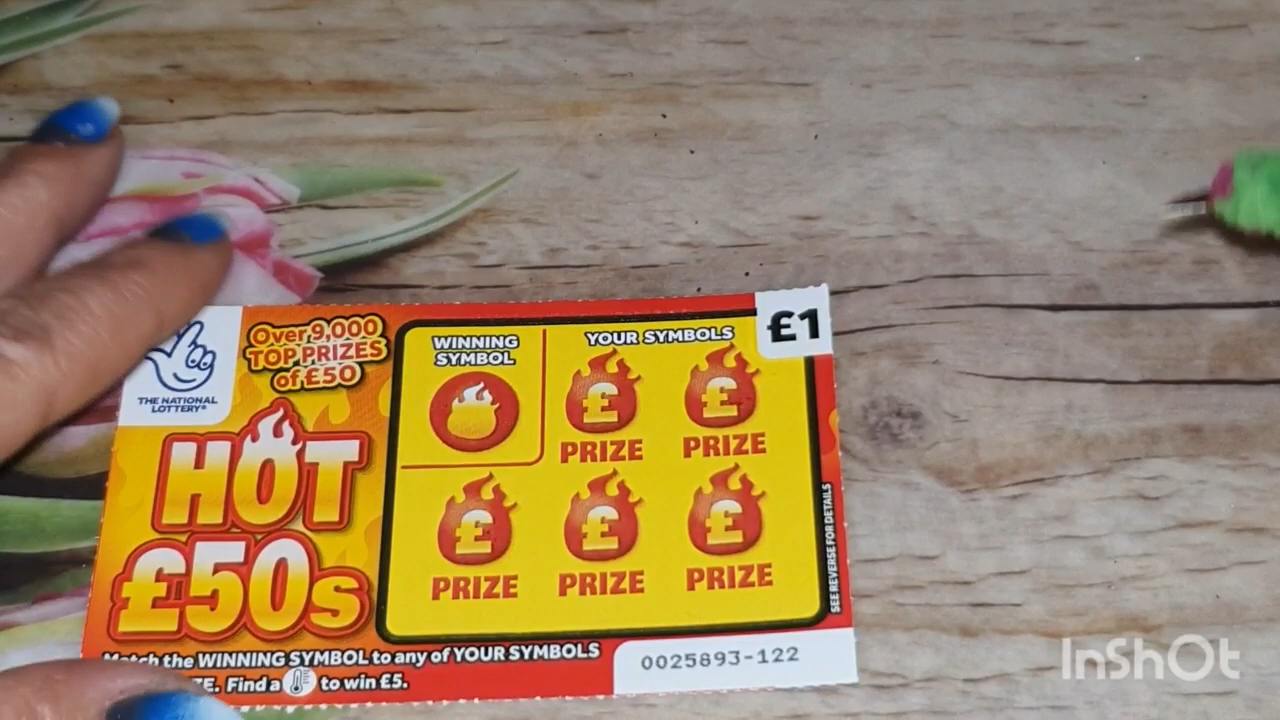 Over 9,000
TOP PRIZES
of £50
THE NATIONAL
LOTTERY®
HOT
£50s
WINNING
SYMBOL
YOUR SYMBOLS
£1
£
PRIZE
£
PRIZE
£
PRIZE
£
PRIZE
£
PRIZE
SEE REVERSE FOR DETAILS
Match the WINNING SYMBOL to any of YOUR SYMBOLS
Find a to win £5.
0025893-122
InShOt